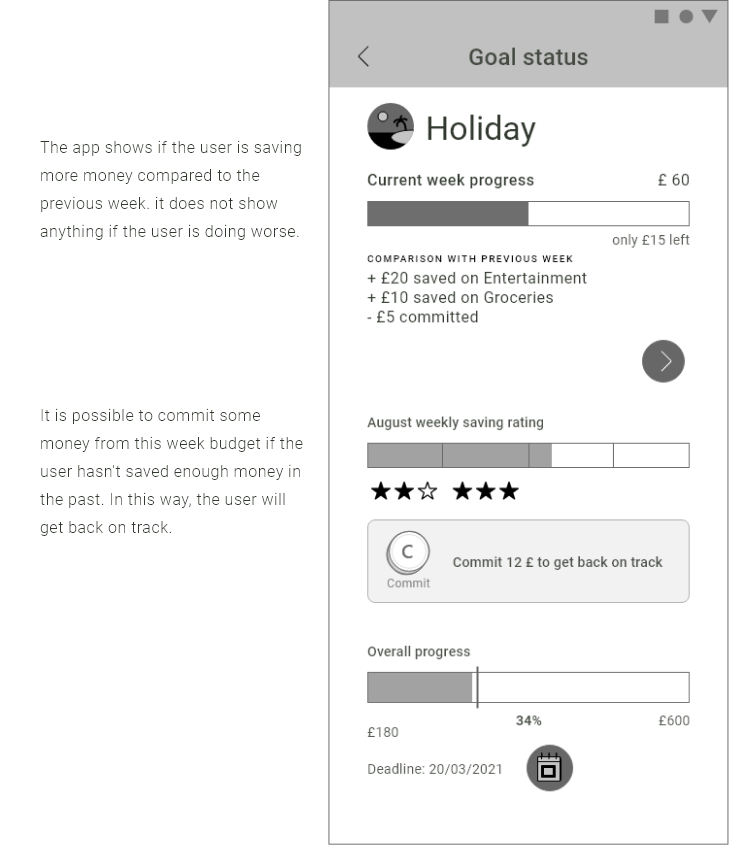 Goal status
The app shows if the user is saving
more money compared to the
previous week. it does not show
anything if the user is doing worse.
Holiday
Current week progress £ 60
only £15 left
COMPARISON WITH PREVIOUS WEEK
+ £20 saved on Entertainment
+ £10 saved on Groceries
- £5 committed
It is possible to commit some
money from this week budget if the
user hasn't saved enough money in
the past. In this way, the user will
get back on track.
August weekly saving rating
C
Commit
Commit 12 £ to get back on track
Overall progress
34% £600
£180
Deadline: 20/03/2021